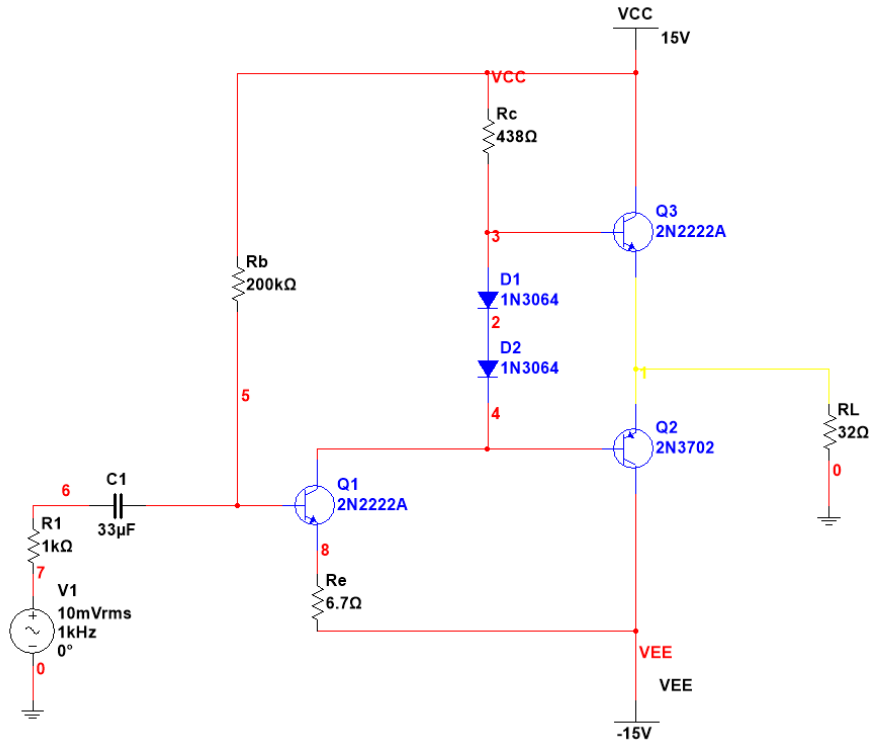 VCC
15V
VCC
Rc
438Ω
Q3
2N2222A
3
Rb
200kΩ
D1
1N3064
2
D2
1N3064
1
4
5
RL
32Ω
Q2
2N3702
0
C1
6
33µF
Q1
2N2222A
R1
1kΩ
8
7
Re
6.7Ω
V1
10mVrms
1kHz
0°
0
VEE
VEE
-15V